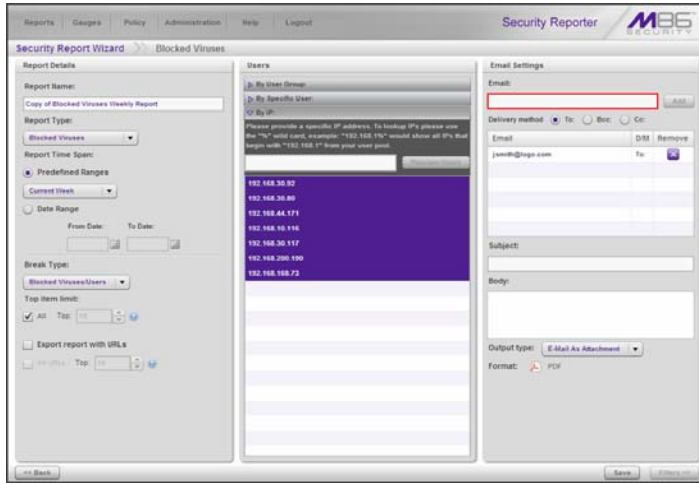 Reports Gauges Policy Administration Help Logout
Security Reporter
M86 SECURITY
Security Report Wizard Blocked Viruses
Report Details
Report Name:
Copy of Blocked Viruses Weekly Report
Report Type:
Blocked Viruses
Report Time Span:
Predefined Ranges
Current Week
Date Range
From Date: To Date:
Break Type:
Blocked Viruses/Users
Top item limit:
All Top:
Export report with URLs
Top:
<< Back
Users
By User Group:
By Specific User:
By IP:
Please provide a specific IP address. To lookup IPs please use
the "%" wild card, example: "192.168.1%" would show all IPs that
begin with "192.168.1" from your user pool.
Preview Users
192.168.30.92
192.168.30.80
192.168.44.171
192.168.10.116
192.168.30.117
192.168.200.190
192.168.168.73
Email Settings
Email:
Add
Delivery method To: Bcc: Cc:
Email D/M Remove
jsmith@logo.com To:
Subject:
Body:
Output type: E-Mail As Attachment
Format: PDF
Save Filters >>